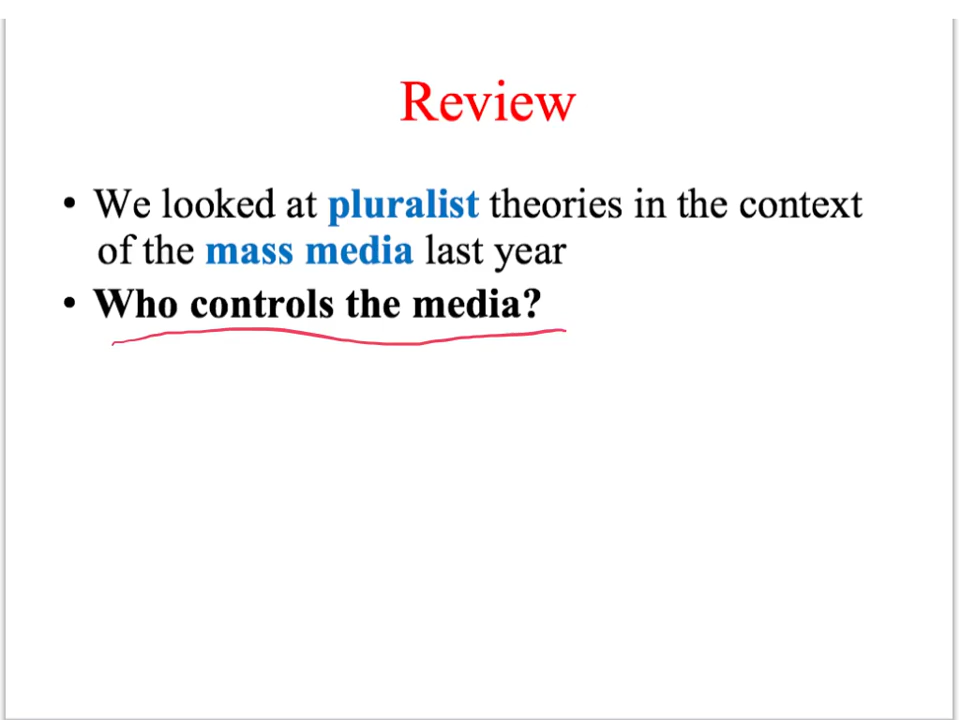 Review
• We looked at pluralist theories in the context
of the mass media last year
• Who controls the media?